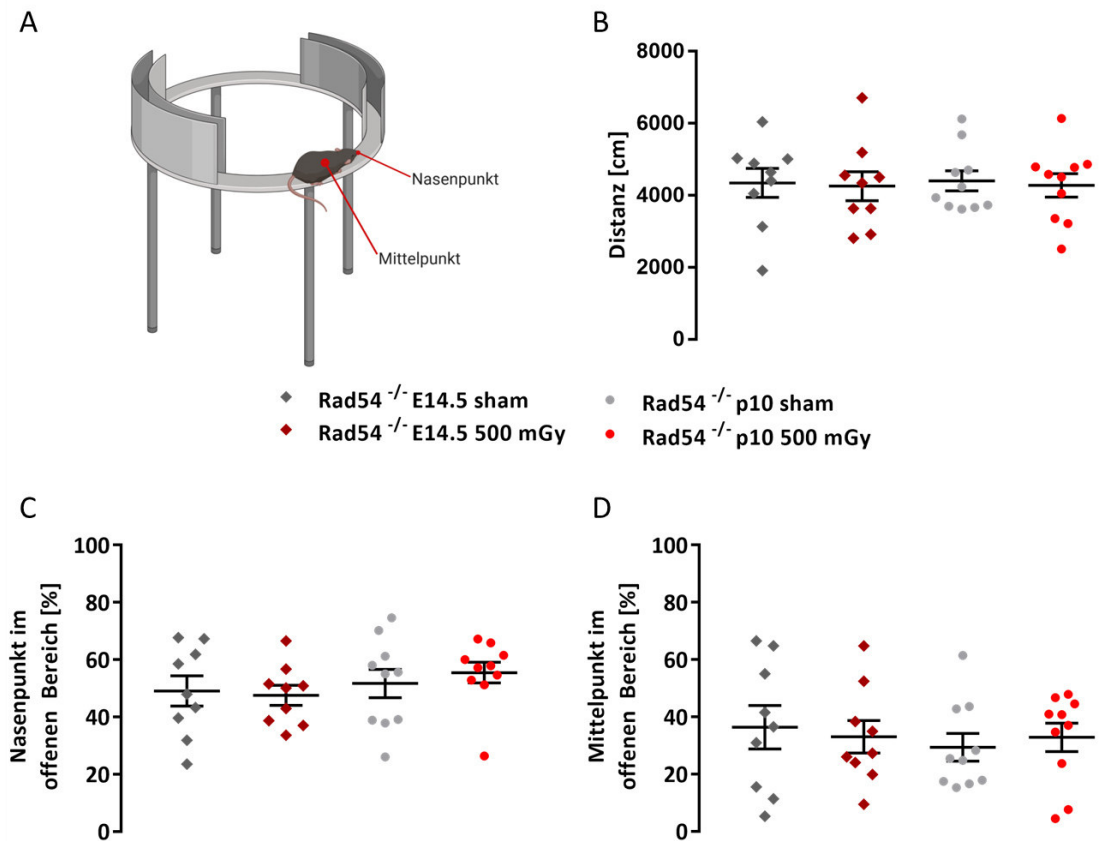 A
Nasenpunkt
Mittelpunkt
B
8000
6000
4000
2000
0
Distanz [cm]
Rad54 -/- E14.5 sham
Rad54 -/- E14.5 500 mGy
Rad54 -/- p10 sham
Rad54 -/- p10 500 mGy
C
100
80
60
40
20
0
Nasenpunkt im
offenen Bereich [%]
D
100
80
60
40
20
0
Mittelpunkt im
offenen Bereich [%]